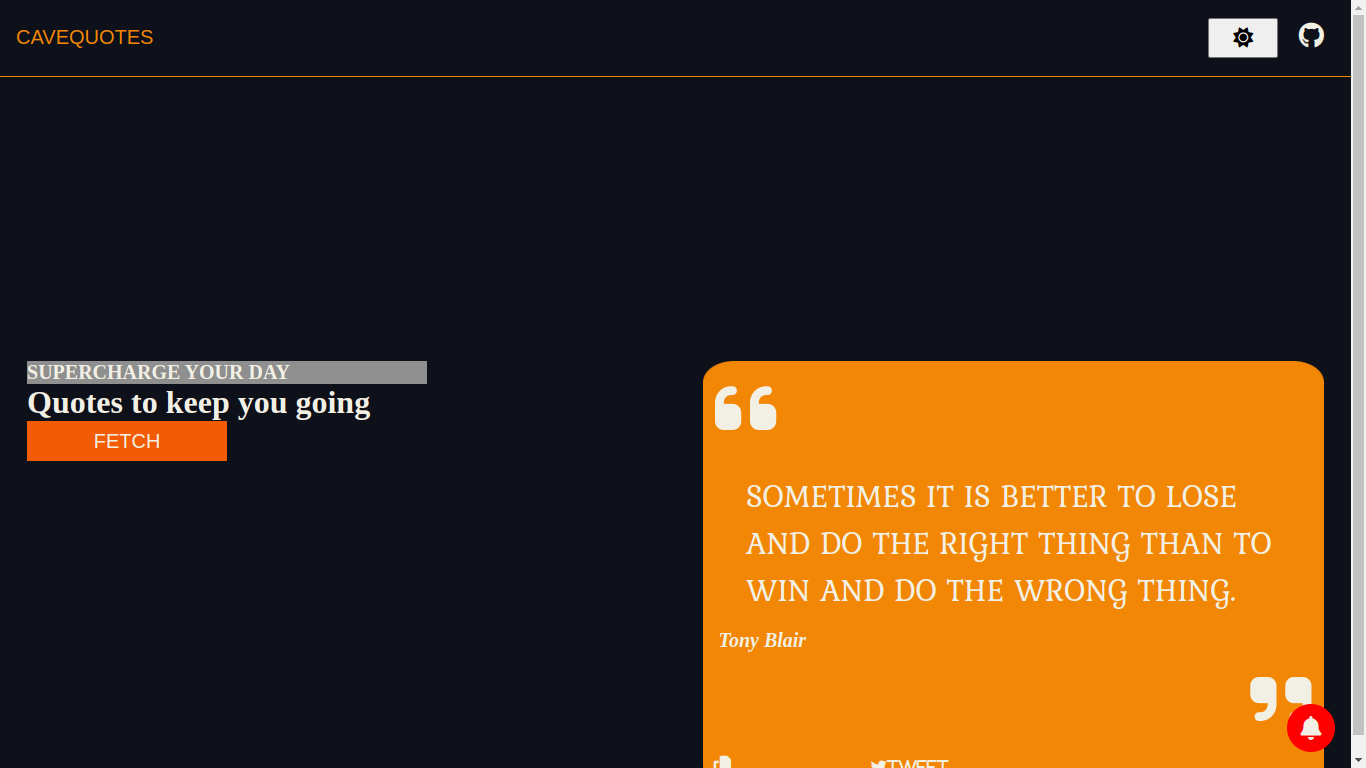 CAVEQUOTES
SUPERCHARGE YOUR DAY
Quotes to keep you going
FETCH
SOMETIMES IT IS BETTER TO LOSE
AND DO THE RIGHT THING THAN TO
WIN AND DO THE WRONG THING.
Tony Blair
TWEET